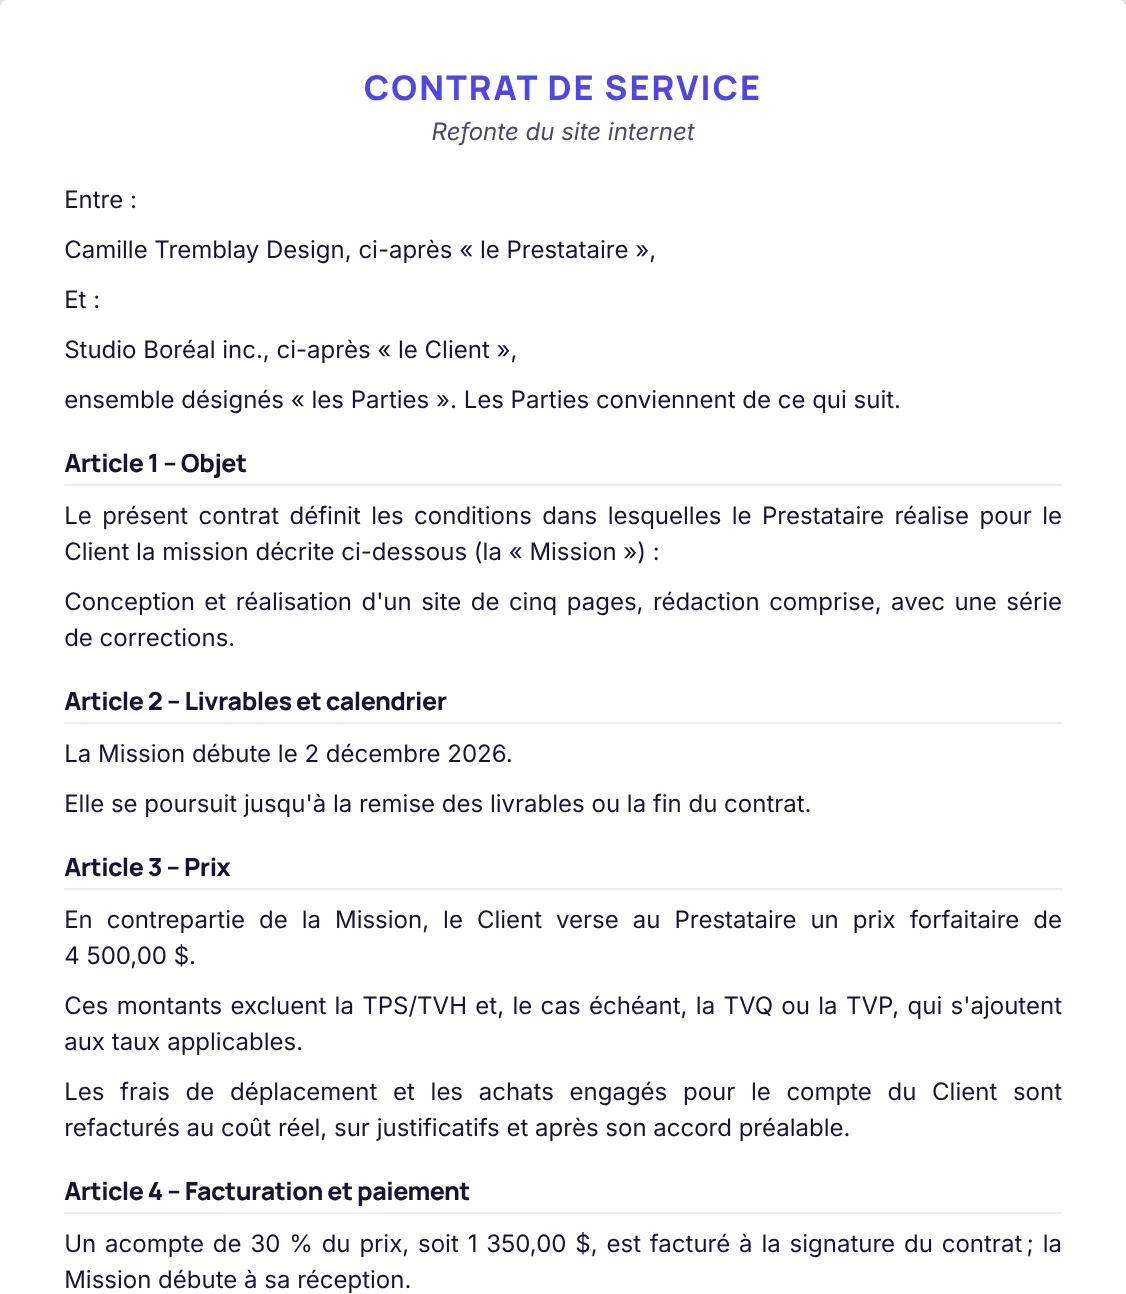 CONTRAT DE SERVICE
Refonte du site internet
Entre :
Camille Tremblay Design, ci-après « le Prestataire »,
Et :
Studio Boréal inc., ci-après « le Client »,
ensemble désignés « les Parties ». Les Parties conviennent de ce qui suit.
Article 1 – Objet
Le présent contrat définit les conditions dans lesquelles le Prestataire réalise pour le
Client la mission décrite ci-dessous (la « Mission ») :
Conception et réalisation d'un site de cinq pages, rédaction comprise, avec une série
de corrections.
Article 2 – Livrables et calendrier
La Mission débute le 2 décembre 2026.
Elle se poursuit jusqu'à la remise des livrables ou la fin du contrat.
Article 3 – Prix
En contrepartie de la Mission, le Client verse au Prestataire un prix forfaitaire de
4 500,00 $.
Ces montants excluent la TPS/TVH et, le cas échéant, la TVQ ou la TVP, qui s'ajoutent
aux taux applicables.
Les frais de déplacement et les achats engagés pour le compte du Client sont
refacturés au coût réel, sur justificatifs et après son accord préalable.
Article 4 – Facturation et paiement
Un acompte de 30 % du prix, soit 1 350,00 $, est facturé à la signature du contrat ; la
Mission débute à sa réception.